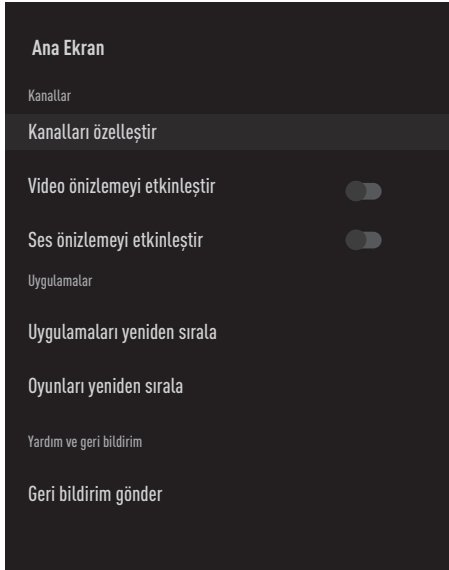 Ana Ekran
Kanallar
Kanalları özelleştir
Video önizlemeyi etkinleştir
Ses önizlemeyi etkinleştir
Uygulamalar
Uygulamaları yeniden sırala
Oyunları yeniden sırala
Yardım ve geri bildirim
Geri bildirim gönder